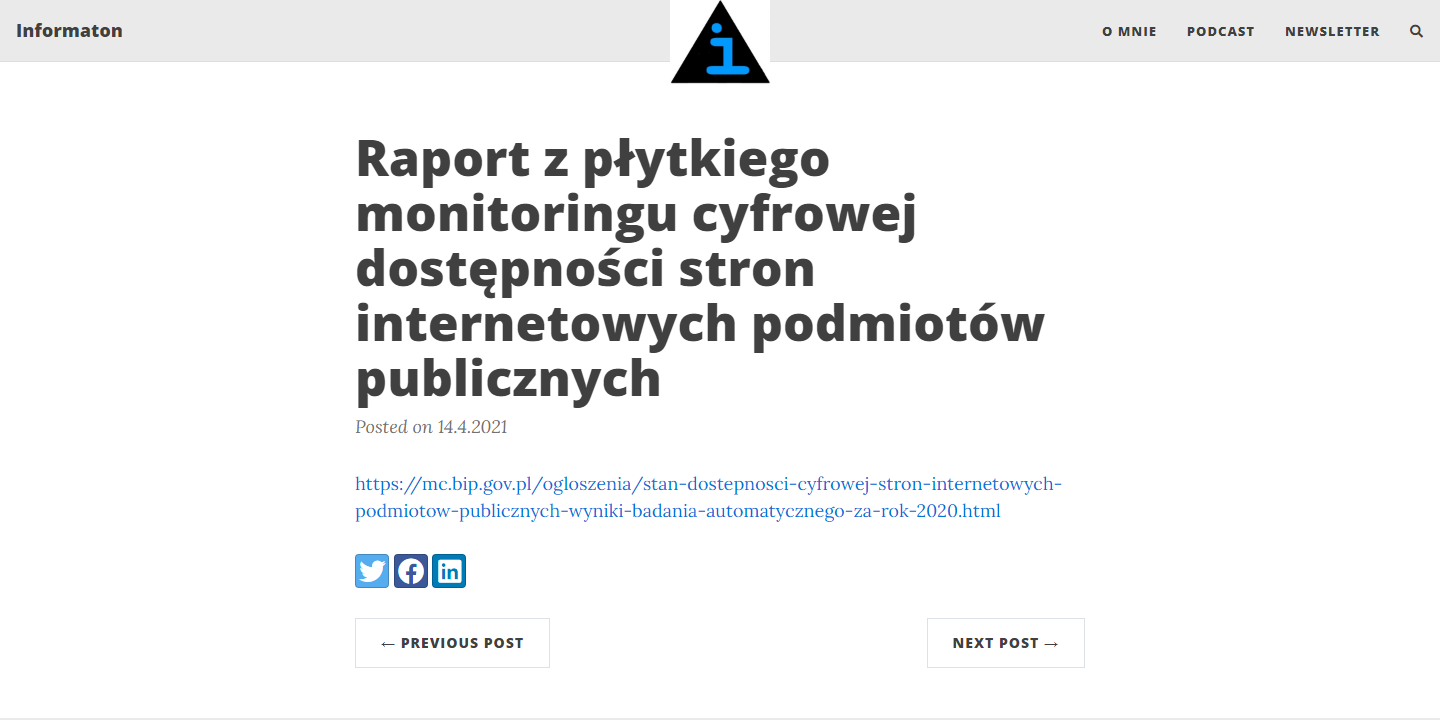 Informaton
i
O MNIE
PODCAST
NEWSLETTER
Raport z płytkiego
monitoringu cyfrowej
dostępności stron
internetowych podmiotów
publicznych
Posted on 14.4.2021
https://mc.bip.gov.pl/ogloszenia/stan-dostepnosci-cyfrowej-stron-internetowych-
podmiotow-publicznych-wyniki-badania-automatycznego-za-rok-2020.html
in
← PREVIOUS POST
NEXT POST →